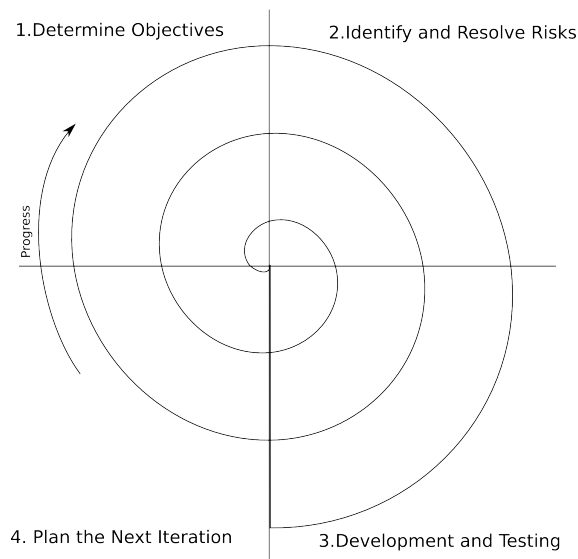 1.Determine Objectives
2.Identify and Resolve Risks
Progress
4. Plan the Next Iteration
3.Development and Testing